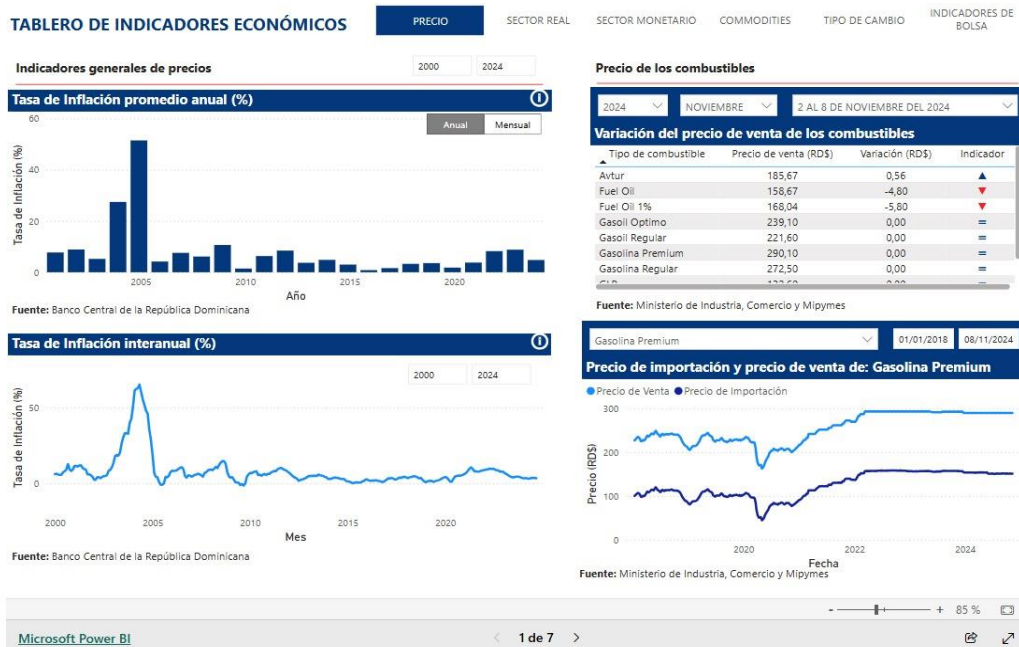 TABLERO DE INDICADORES ECONÓMICOS
PRECIO
SECTOR REAL
SECTOR MONETARIO
COMMODITIES
TIPO DE CAMBIO
INDICADORES DE
BOLSA
Indicadores generales de precios
2000 2024
Tasa de Inflación promedio anual (%)
Anual Mensual
Tasa de Inflación (%)
60
40
20
0
2005 2010 2015 2020
Año
Fuente: Banco Central de la República Dominicana
Tasa de Inflación interanual (%)
2000 2024
Tasa de Inflación (%)
50
0
2000 2005 2010 2015 2020
Mes
Fuente: Banco Central de la República Dominicana
Precio de los combustibles
2024 NOVIEMBRE 2 AL 8 DE NOVIEMBRE DEL 2024
Variación del precio de venta de los combustibles
Tipo de combustible Precio de venta (RD$) Variación (RD$) Indicador
Avtur 185,67 0,56 ▲
Fuel Oil 158,67 -4,80 ▼
Fuel Oil 1% 168,04 -5,80 ▼
Gasoil Optimo 239,10 0,00 =
Gasoil Regular 221,60 0,00 =
Gasolina Premium 290,10 0,00 =
Gasolina Regular 272,50 0,00 =
Fuente: Ministerio de Industria, Comercio y Mipymes
Gasolina Premium 01/01/2018 08/11/2024
Precio de importación y precio de venta de: Gasolina Premium
Precio de Venta Precio de Importación
Precio (RD$)
300
200
100
0
2020 2022 2024
Fecha
Fuente: Ministerio de Industria, Comercio y Mipymes
- + 85 %
Microsoft Power BI
< 1 de 7 >